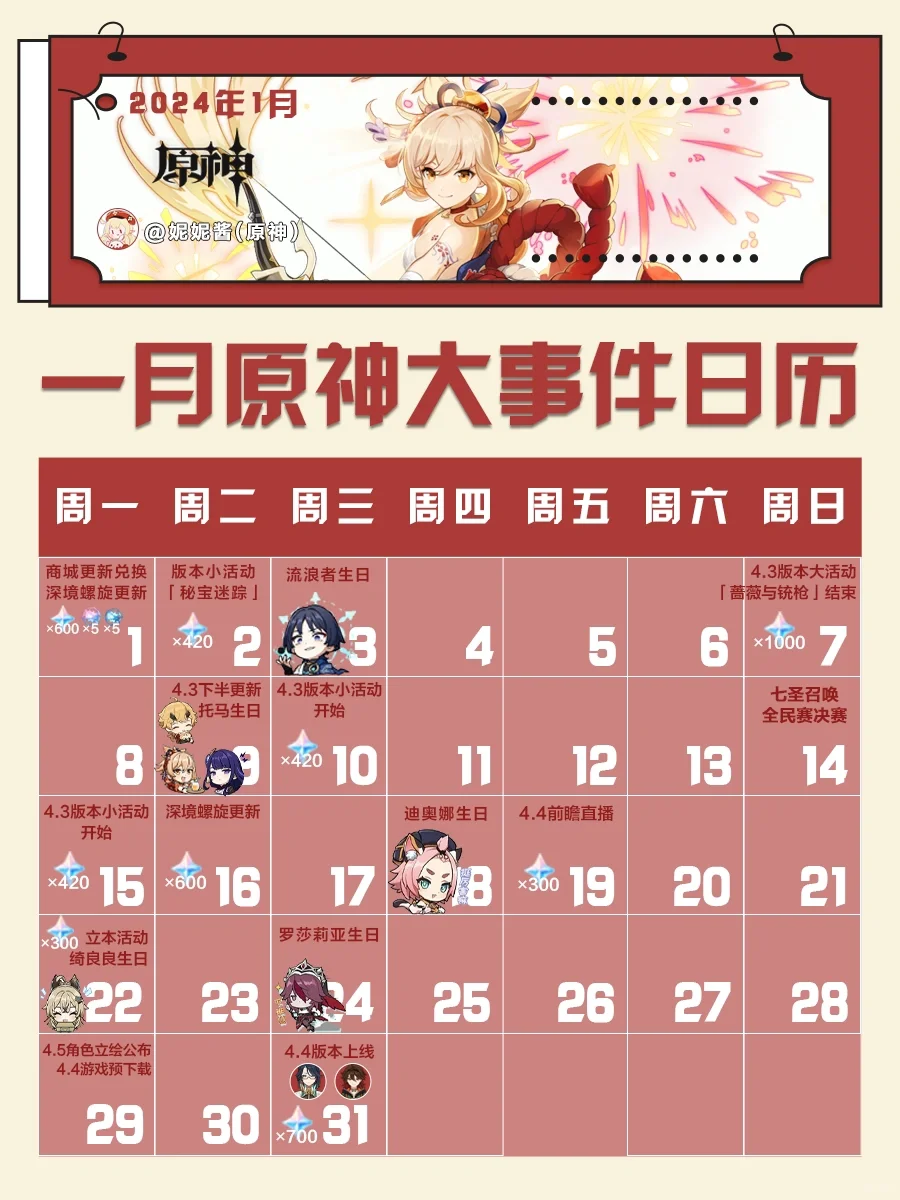 2024年1月
原神
@妮妮酱(原神)
一月原神大事件日历
周一 周二 周三 周四 周五 周六 周日
商城更新兑换
深境螺旋更新
×600 ×5 ×5
1
版本小活动
「秘宝迷踪」
×420
2
流浪者生日
3
4
5
6
4.3版本大活动
「蔷薇与铳枪」结束
×1000
7
8
4.3下半更新
托马生日
9
4.3版本小活动
开始
×420
10
11
12
13
七圣召唤
全民赛决赛
14
4.3版本小活动
开始
×420
15
深境螺旋更新
×600
16
17
迪奥娜生日
18
4.4前瞻直播
×300
19
20
21
×300
立本活动
绮良良生日
22
23
罗莎莉亚生日
24
25
26
27
28
4.5角色立绘公布
4.4游戏预下载
29
30
4.4版本上线
×700
31